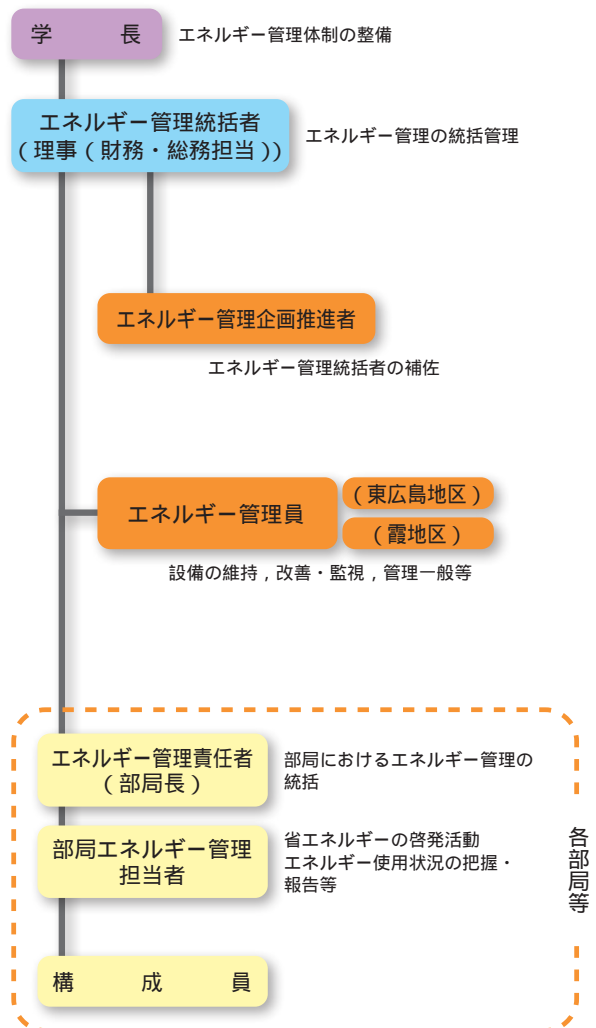 学　　　長
エネルギー管理体制の整備
エネルギー管理統括者
(理事(財務・総務担当))
エネルギー管理の統括管理
エネルギー管理企画推進者
エネルギー管理統括者の補佐
エネルギー管理員
(東広島地区)
(霞地区)
設備の維持，改善・監視，管理一般等
エネルギー管理責任者
(部局長)
部局におけるエネルギー管理の
統括
部局エネルギー管理
担当者
省エネルギーの啓発活動
エネルギー使用状況の把握・
報告等
構　　　成　　　員
各部局等